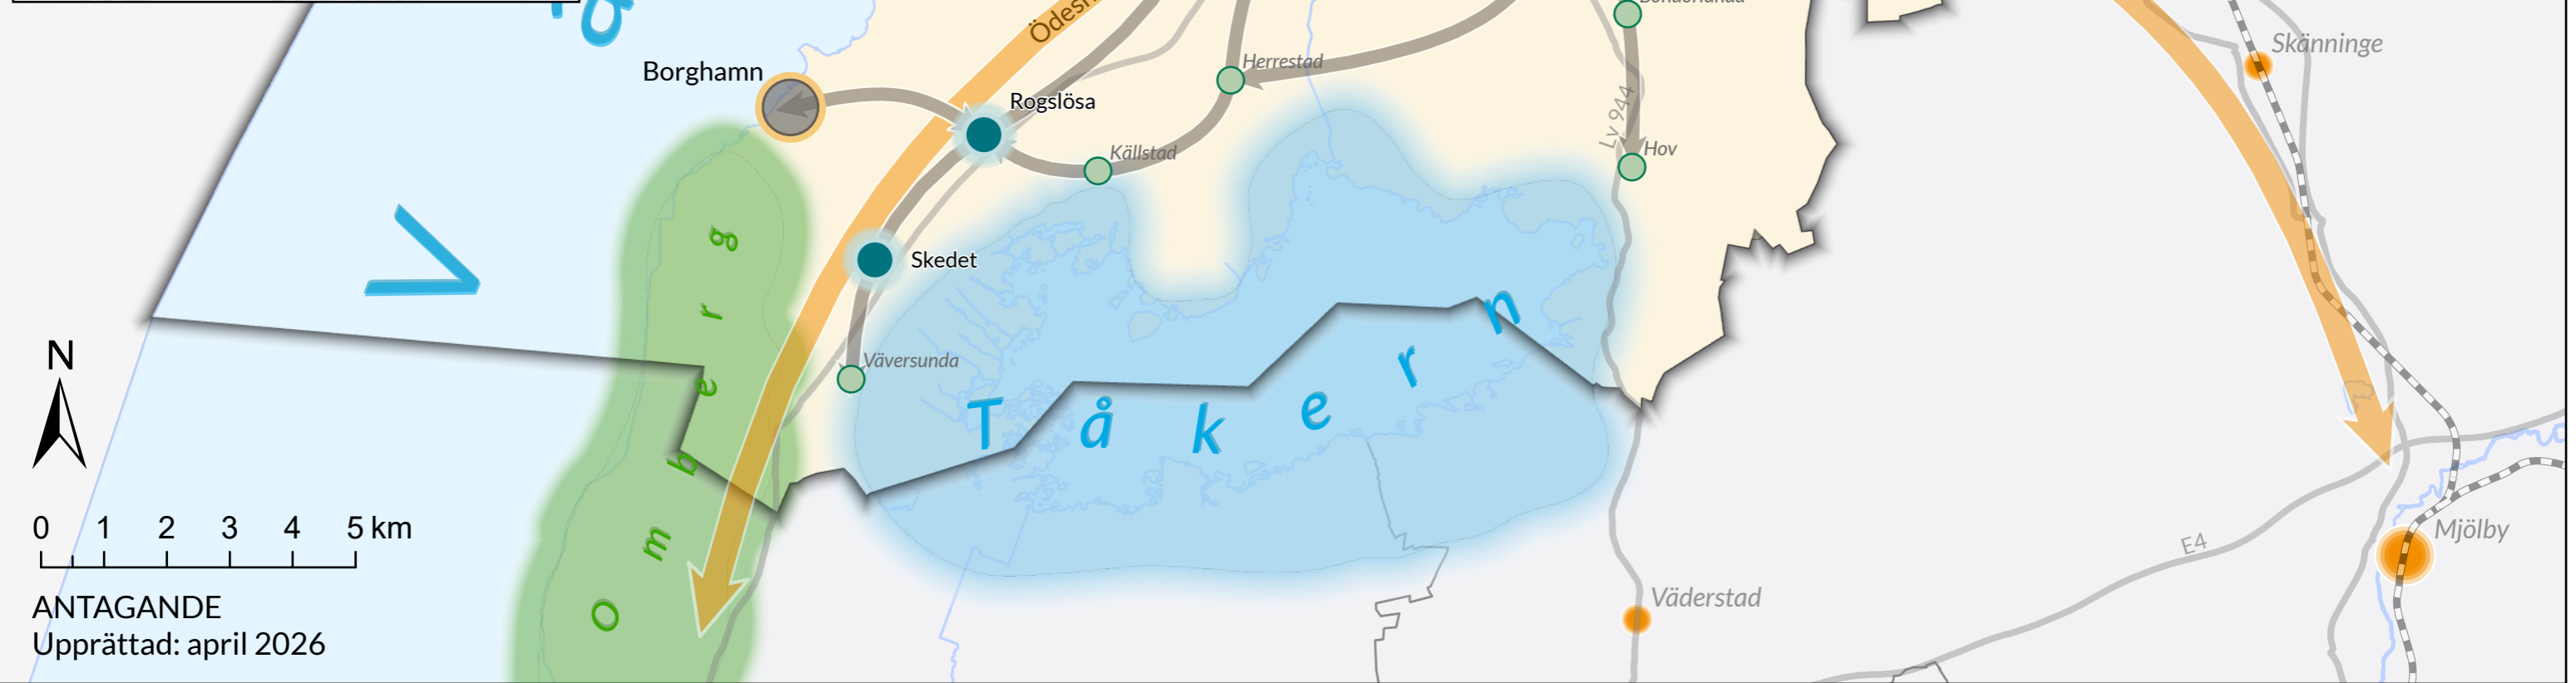 Ödesh
Skänninge
Borghamn
Herrestad
Rogslösa
Lv 944
Källstad
Hov
Skedet
V
Väversunda
N
Tåkern
Omberg
0 1 2 3 4 5 km
E4
Mjölby
ANTAGANDE
Väderstad
Upprättad: april 2026